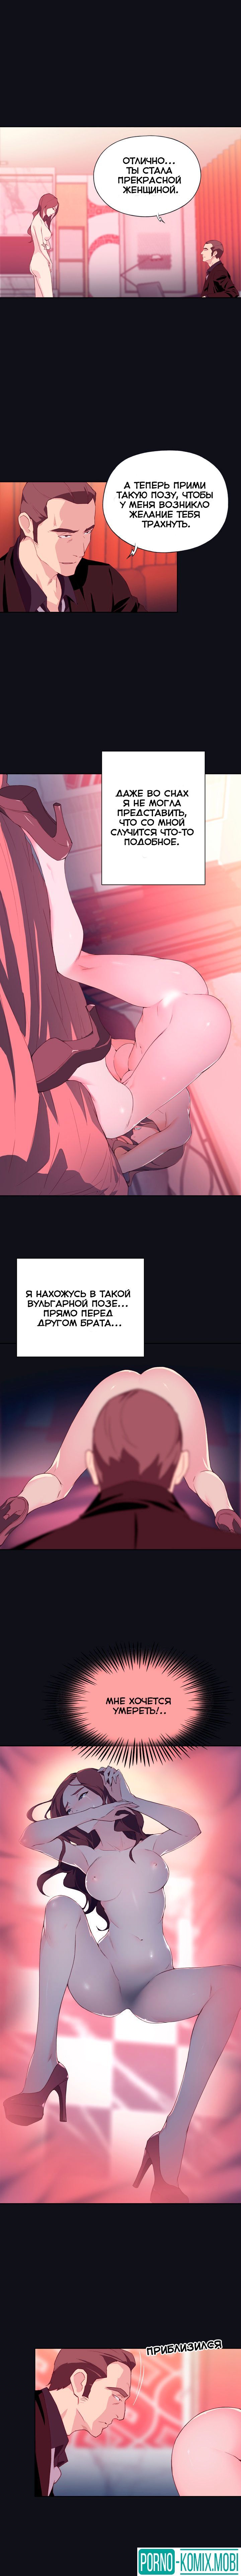 ОТЛИЧНО...
ТЫ СТАЛА
ПРЕКРАСНОЙ
ЖЕНЩИНОЙ.
А ТЕПЕРЬ ПРИМИ
ТАКУЮ ПОЗУ, ЧТОБЫ
У МЕНЯ ВОЗНИКЛО
ЖЕЛАНИЕ ТЕБЯ
ТРАХНУТЬ.
ДАЖЕ ВО СНАХ
Я НЕ МОГЛА
ПРЕДСТАВИТЬ,
ЧТО СО МНОЙ
СЛУЧИТСЯ ЧТО-ТО
ПОДОБНОЕ.
Я НАХОЖУСЬ В ТАКОЙ
ВУЛЬГАРНОЙ ПОЗЕ...
ПРЯМО ПЕРЕД
ДРУГОМ БРАТА...
МНЕ ХОЧЕТСЯ
УМЕРЕТЬ!..
ПРИБЛИЗИЛСЯ
PORNO-KOMIX.MOBI